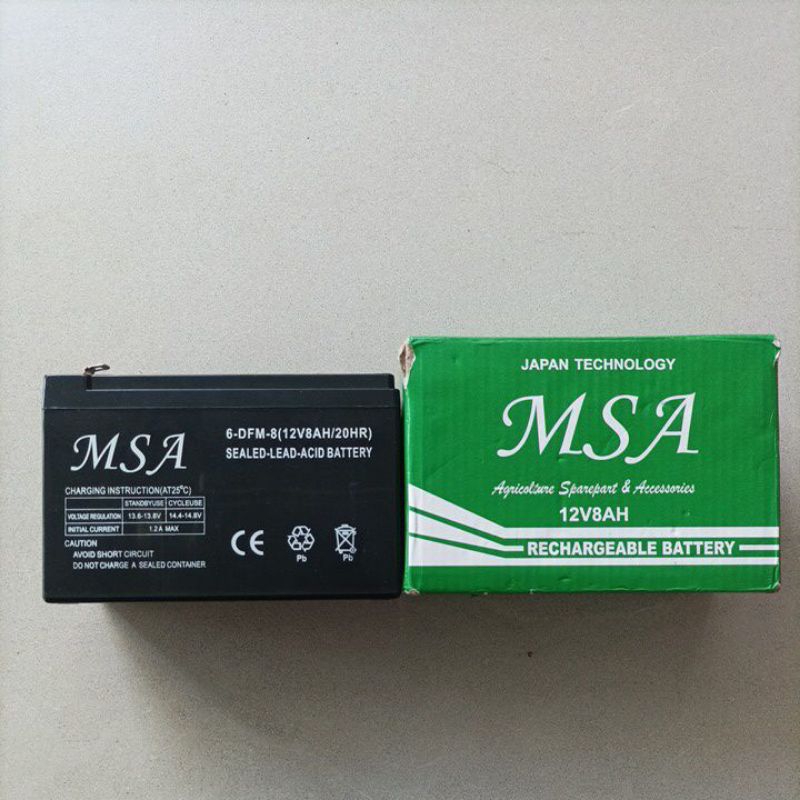 MSA
6-DFM-8(12V8AH/20HR)
SEALED-LEAD-ACID BATTERY
CHARGING INSTRUCTION(AT25°C)
STANDBYUSE CYCLEUSE
VOLTAGE REGULATION 13.6-13.8V 14.4-14.8V
INITIAL CURRENT 1.2A MAX
CAUTION
AVOID SHORT CIRCUIT
DO NOT CHARGE A SEALED CONTAINER
CE
Pb
Pb
JAPAN TECHNOLOGY
MSA
Agricolture Sparepart & Accessories
12V8AH
RECHARGEABLE BATTERY